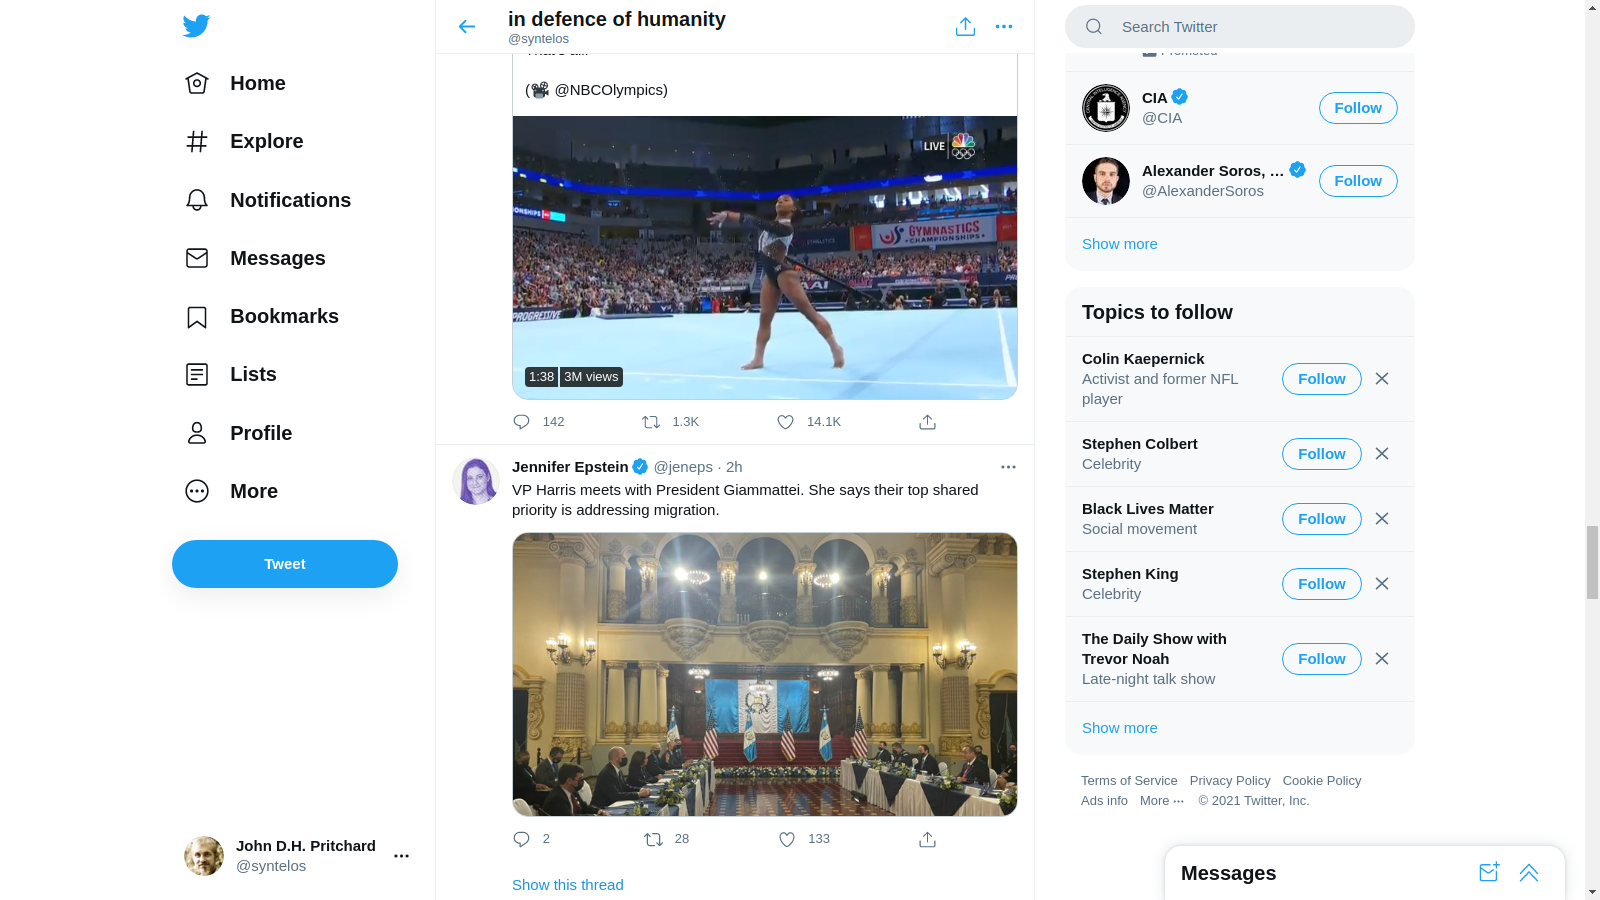 Home
Explore
Notifications
Messages
Bookmarks
Lists
Profile
More
Tweet
John D.H. Pritchard
@syntelos
in defence of humanity
@syntelos
(🎥 @NBCOlympics)
LIVE
GYMNASTICS
CHAMPIONSHIPS
PROGRESSIVE
1:38
3M views
142
1.3K
14.1K
Jennifer Epstein @jeneps · 2h
VP Harris meets with President Giammattei. She says their top shared
priority is addressing migration.
2
28
133
Show this thread
Search Twitter
Promoted
CIA
@CIA
Follow
Alexander Soros, ...
@AlexanderSoros
Follow
Show more
Topics to follow
Colin Kaepernick
Activist and former NFL
player
Follow
Stephen Colbert
Celebrity
Follow
Black Lives Matter
Social movement
Follow
Stephen King
Celebrity
Follow
The Daily Show with
Trevor Noah
Late-night talk show
Follow
Show more
Terms of Service Privacy Policy Cookie Policy
Ads info More ··· © 2021 Twitter, Inc.
Messages